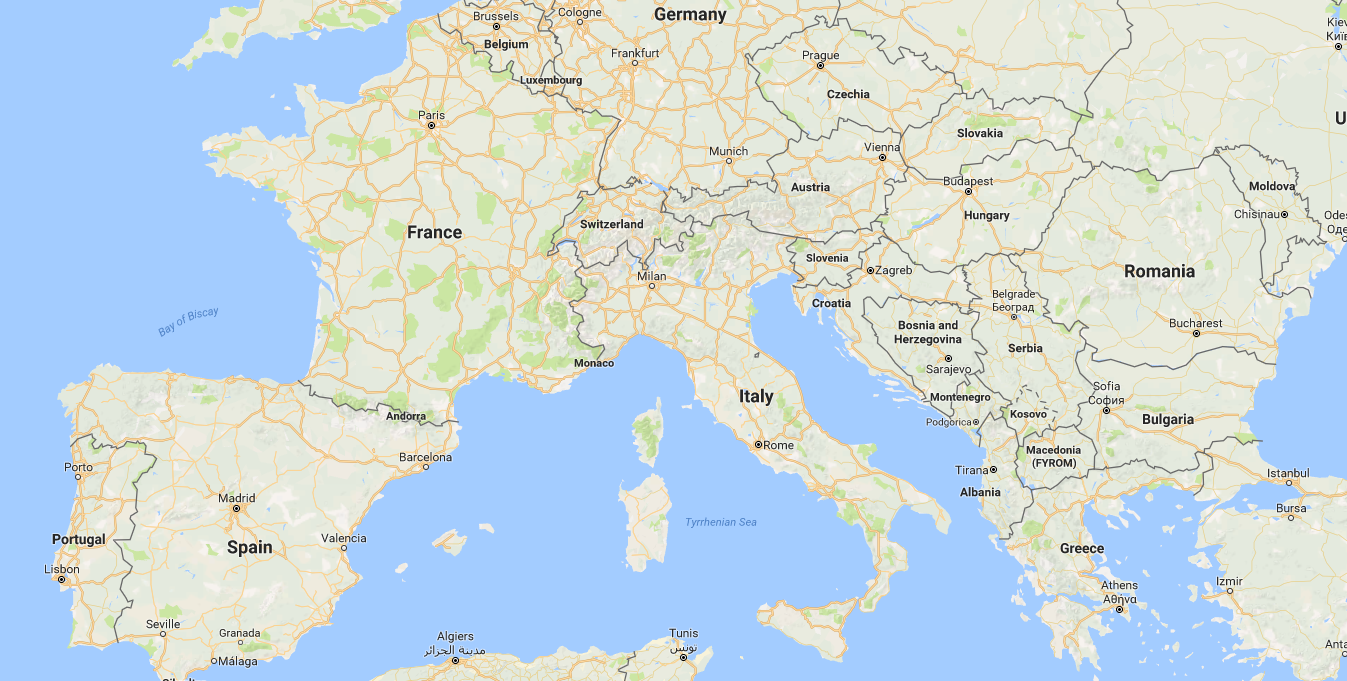 Brussels
Cologne
Germany
Kiev
Belgium
Frankfurt
Prague
Luxembourg
Czechia
Paris
Slovakia
Munich
Vienna
Austria
Budapest
Moldova
Hungary
Chisinau
Switzerland
France
Slovenia
Zagreb
Milan
Romania
Croatia
Belgrade
Београд
Bay of Biscay
Bosnia and
Herzegovina
Bucharest
Serbia
Monaco
Sarajevo
Sofia
София
Italy
Montenegro
Andorra
Kosovo
Bulgaria
Podgorica
Rome
Macedonia
(FYROM)
Barcelona
Porto
Tirana
Istanbul
Albania
Madrid
Bursa
Tyrrhenian Sea
Portugal
Spain
Valencia
Greece
Lisbon
Athens
Αθήνα
Izmir
Seville
Granada
Málaga
Algiers
مدينة الجزائر
Tunis
تونس